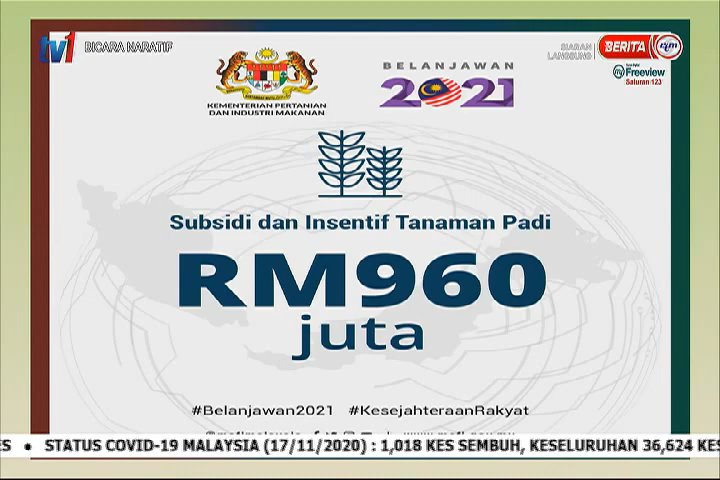 tv1 BICARA NARATIF
SIARAN
LANGSUNG
BERITA rtm
Freeview
Saluran 123
KEMENTERIAN PERTANIAN
DAN INDUSTRI MAKANAN
BELANJAWAN
2021
Subsidi dan Insentif Tanaman Padi
RM960
juta
#Belanjawan2021 #KesejahteraanRakyat
ES • STATUS COVID-19 MALAYSIA (17/11/2020) : 1,018 KES SEMBUH, KESELURUHAN 36,624 KES